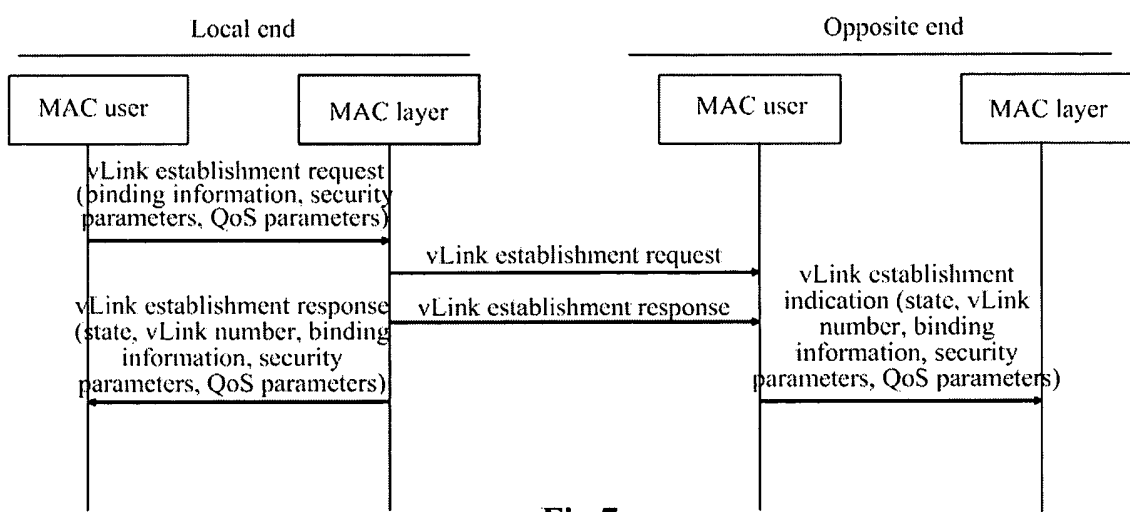 Local end
Opposite end
MAC user
MAC layer
MAC user
MAC layer
vLink establishment request
(binding information, security
parameters, QoS parameters)
vLink establishment request
vLink establishment response
vLink establishment response
(state, vLink number, binding
information, security
parameters, QoS parameters)
vLink establishment
indication (state, vLink
number, binding
information, security
parameters, QoS parameters)